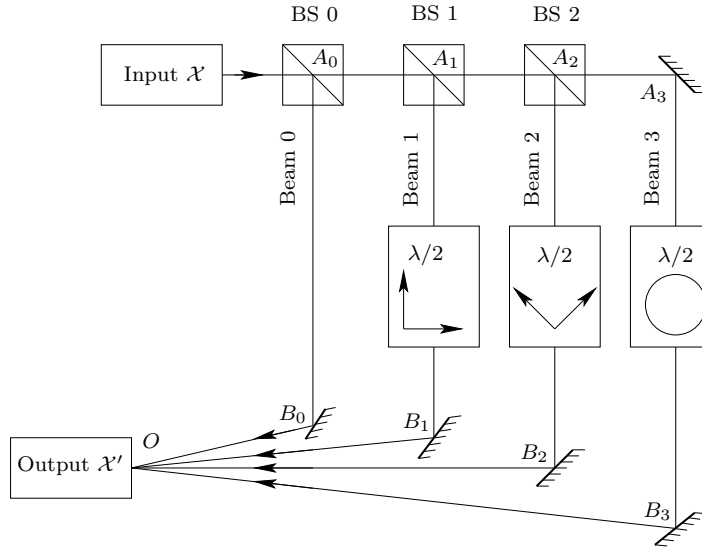 BS 0 BS 1 BS 2
Input 𝒳
A₀ A₁ A₂
A₃
Beam 0 Beam 1 Beam 2 Beam 3
λ/2 λ/2 λ/2
B₀ B₁
O
B₂
Output 𝒳′
B₃